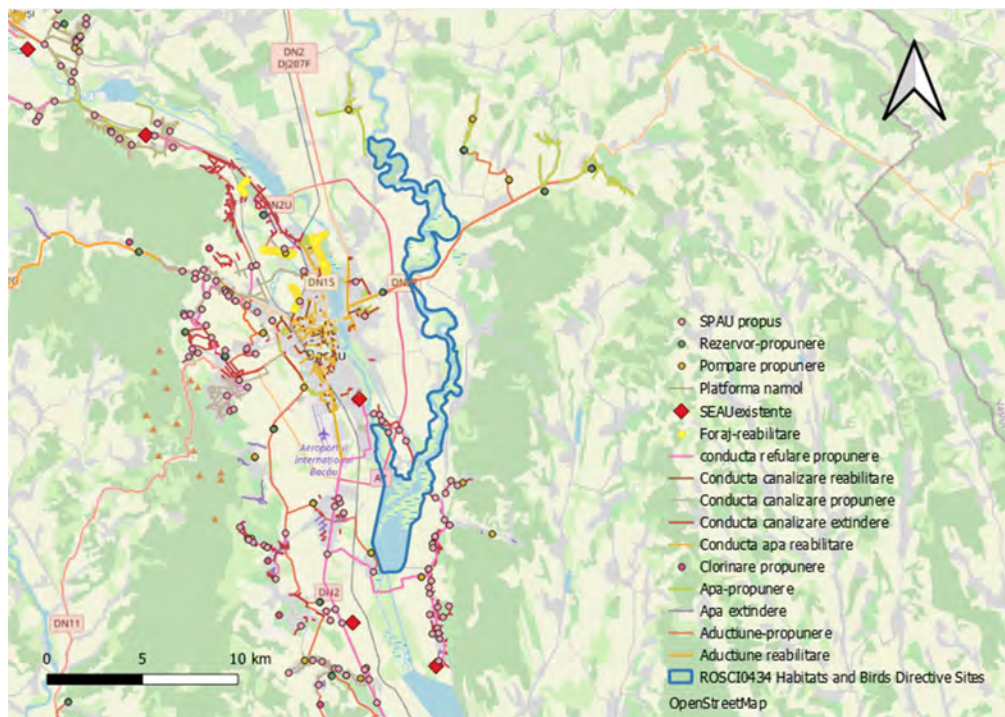 DN2
DJ207F
DN2U
DN15
Aeroportul
Internațional
Bacău
DN2
DN11
SPAU propus
Rezervor-propunere
Pompare propunere
Platforma namol
SEAUexistente
Foraj-reabilitare
conducta refulare propunere
Conducta canalizare reabilitare
Conducta canalizare propunere
Conducta canalizare extindere
Conducta apa reabilitare
Clorinare propunere
Apa-propunere
Apa extindere
Aductiune-propunere
Aductiune reabilitare
ROSCI0434 Habitats and Birds Directive Sites
OpenStreetMap
0 5 10 km